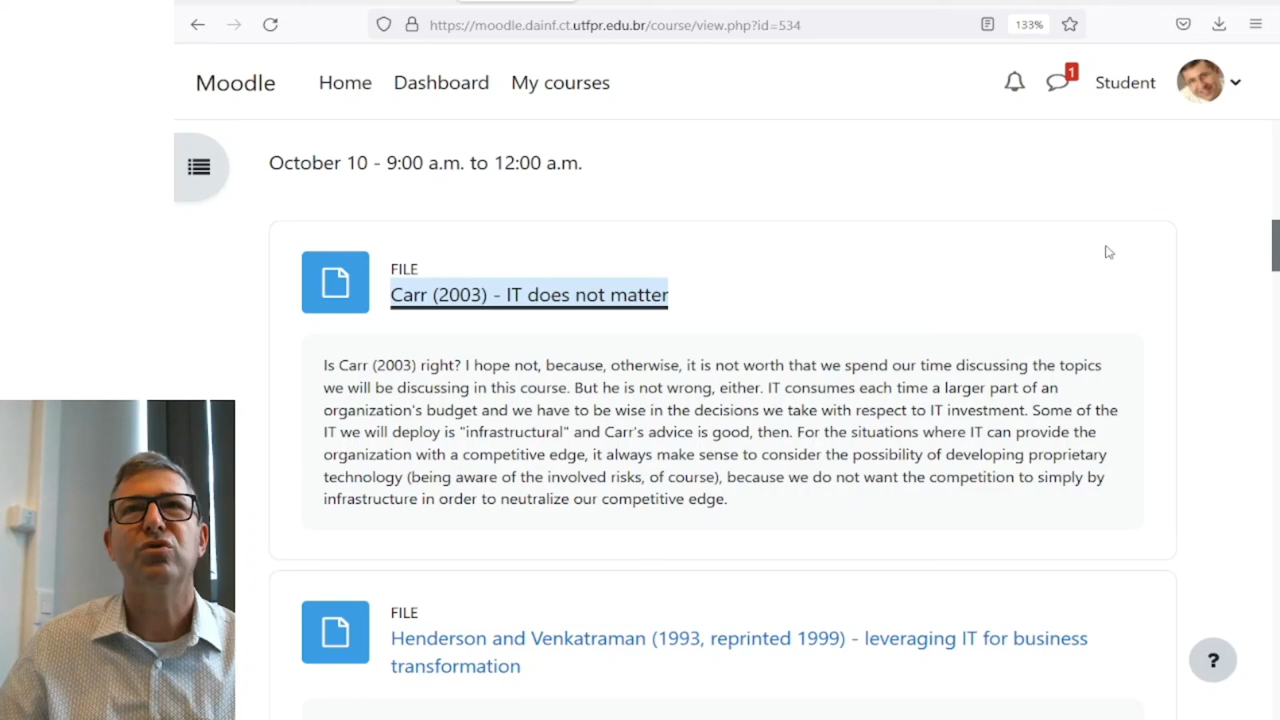 https://moodle.dainf.ct.utfpr.edu.br/course/view.php?id=534
133%
Moodle
Home
Dashboard
My courses
1
Student
October 10 - 9:00 a.m. to 12:00 a.m.
FILE
Carr (2003) - IT does not matter
Is Carr (2003) right? I hope not, because, otherwise, it is not worth that we spend our time discussing the topics
we will be discussing in this course. But he is not wrong, either. IT consumes each time a larger part of an
organization's budget and we have to be wise in the decisions we take with respect to IT investment. Some of the
IT we will deploy is "infrastructural" and Carr's advice is good, then. For the situations where IT can provide the
organization with a competitive edge, it always make sense to consider the possibility of developing proprietary
technology (being aware of the involved risks, of course), because we do not want the competition to simply by
infrastructure in order to neutralize our competitive edge.
FILE
Henderson and Venkatraman (1993, reprinted 1999) - leveraging IT for business
transformation
?